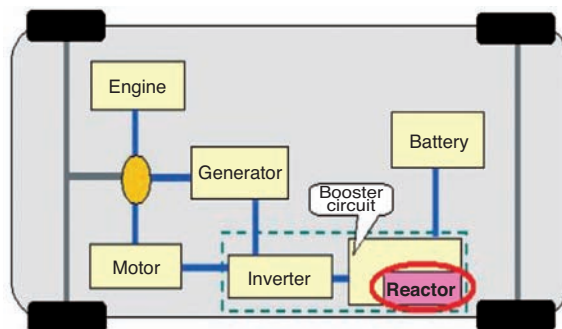 Engine
Battery
Generator
Booster
circuit
Motor
Inverter
Reactor